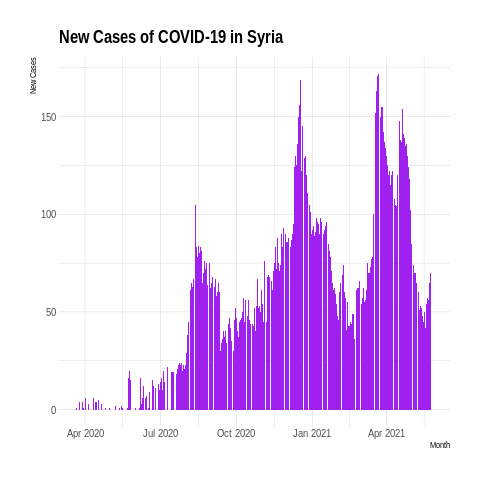 New Cases of COVID-19 in Syria
New Cases
150
100
50
0
Apr 2020 Jul 2020 Oct 2020 Jan 2021 Apr 2021
Month